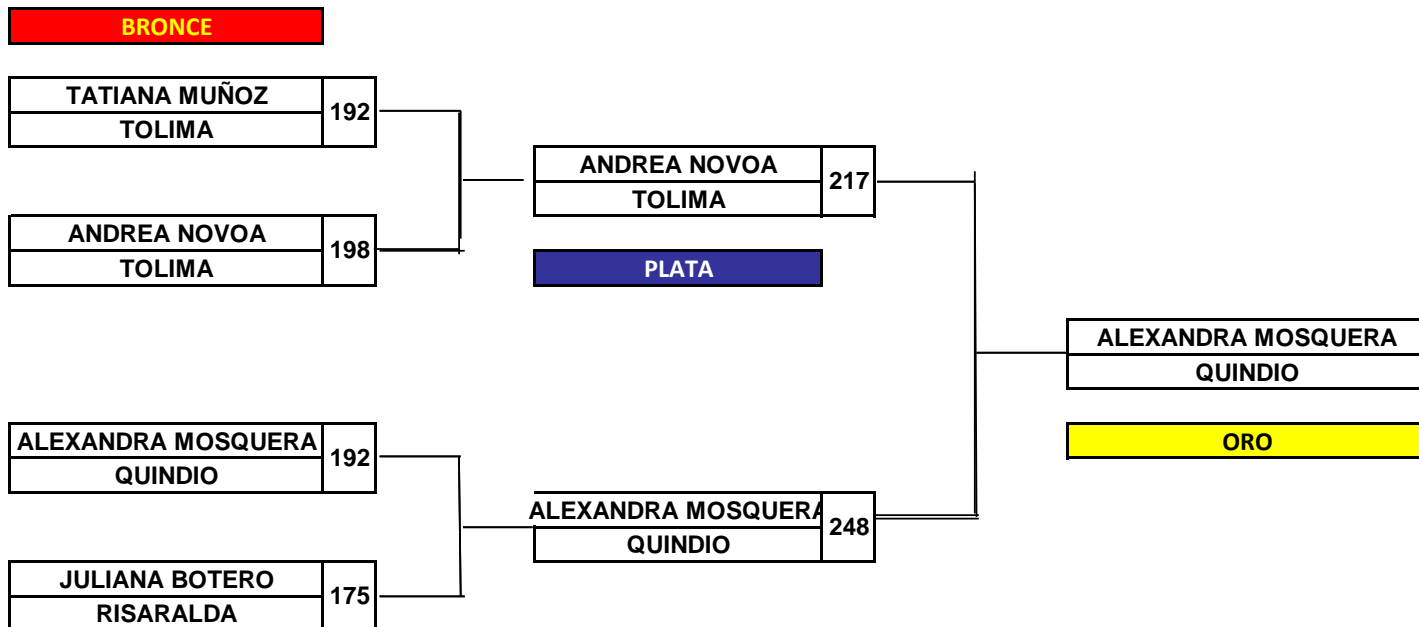 BRONCE
TATIANA MUÑOZ
192
TOLIMA
ANDREA NOVOA
217
TOLIMA
ANDREA NOVOA
198
TOLIMA
PLATA
ALEXANDRA MOSQUERA
QUINDIO
ALEXANDRA MOSQUERA
192
QUINDIO
ORO
ALEXANDRA MOSQUERA
248
QUINDIO
JULIANA BOTERO
175
RISARALDA